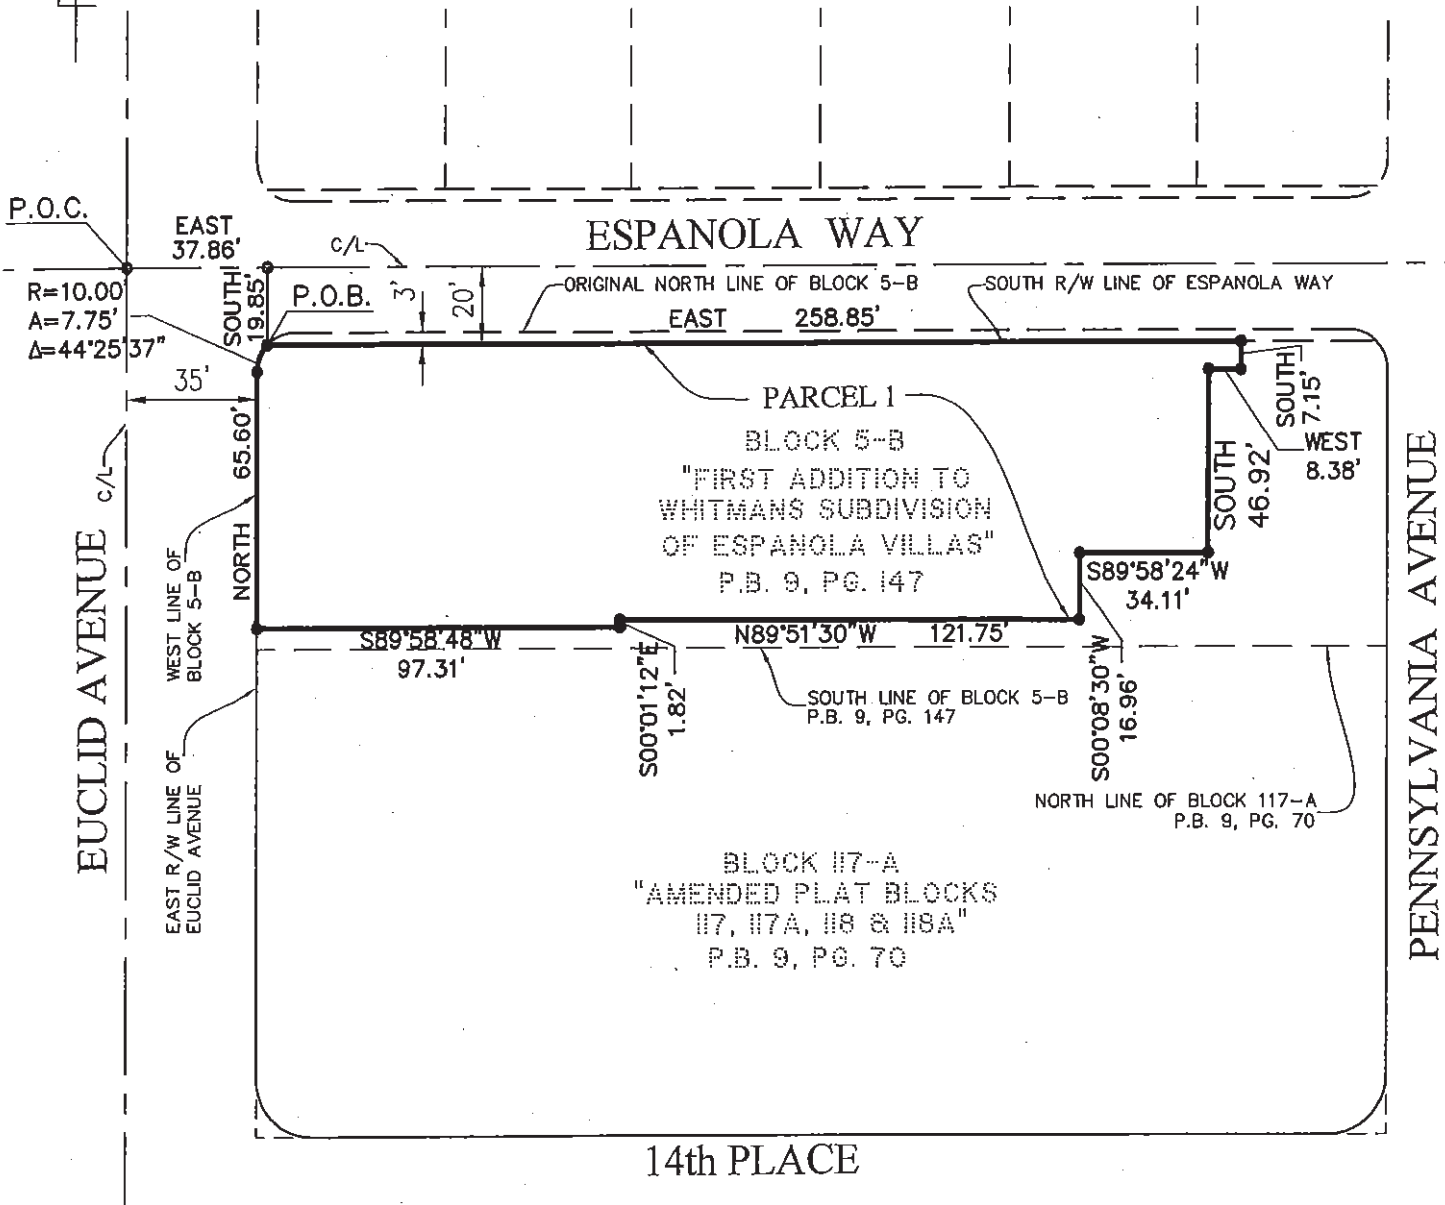 P.O.C.
EAST
37.86'
C/L
ESPANOLA WAY
R=10.00'
A=7.75'
Δ=44°25'37"
SOUTH
19.85'
P.O.B.
3'
20'
ORIGINAL NORTH LINE OF BLOCK 5-B
SOUTH R/W LINE OF ESPANOLA WAY
EAST 258.85'
35'
PARCEL 1
SOUTH
7.15'
WEST
8.38'
BLOCK 5-B
"FIRST ADDITION TO
WHITMANS SUBDIVISION
OF ESPANOLA VILLAS"
P.B. 9, PG. 147
SOUTH
46.92'
NORTH 65.60'
C/L
EUCLID AVENUE
WEST LINE OF
BLOCK 5-B
S89°58'24"W
34.11'
S89°58'48"W
97.31'
N89°51'30"W 121.75'
S00°01'12"E
1.82'
SOUTH LINE OF BLOCK 5-B
P.B. 9, PG. 147
S00°08'30"W
16.96'
PENNSYLVANIA AVENUE
EAST R/W LINE OF
EUCLID AVENUE
NORTH LINE OF BLOCK 117-A
P.B. 9, PG. 70
BLOCK 117-A
"AMENDED PLAT BLOCKS
117, 117A, 118 & 118A"
P.B. 9, PG. 70
14th PLACE